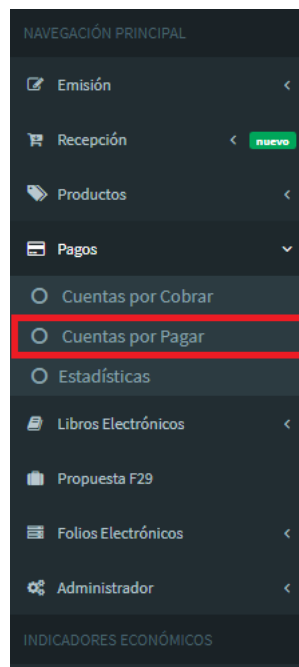 NAVEGACIÓN PRINCIPAL
Emisión
Recepción nuevo
Productos
Pagos
Cuentas por Cobrar
Cuentas por Pagar
Estadísticas
Libros Electrónicos
Propuesta F29
Folios Electrónicos
Administrador
INDICADORES ECONÓMICOS